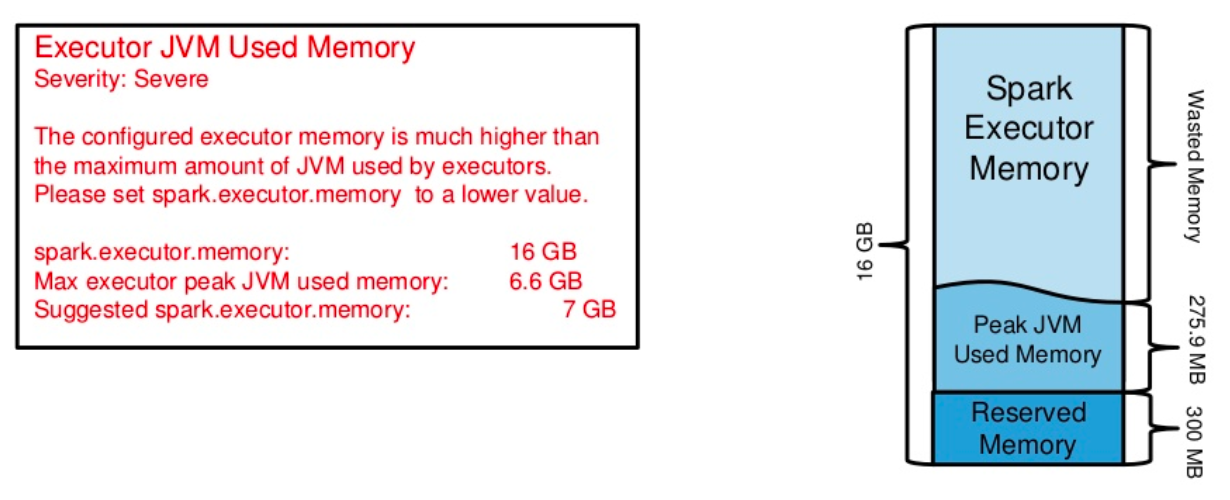 Executor JVM Used Memory
Severity: Severe
The configured executor memory is much higher than
the maximum amount of JVM used by executors.
Please set spark.executor.memory to a lower value.
spark.executor.memory: 16 GB
Max executor peak JVM used memory: 6.6 GB
Suggested spark.executor.memory: 7 GB
16 GB
Spark
Executor
Memory
Peak JVM
Used Memory
Reserved
Memory
Wasted Memory
275.9 MB
300 MB